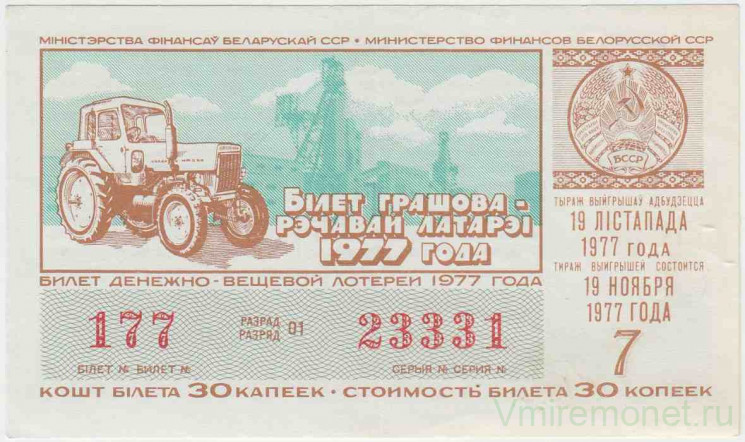 МІНІСТЭРСТВА ФІНАНСАЎ БЕЛАРУСКАЙ ССР • МИНИСТЕРСТВО ФИНАНСОВ БЕЛОРУССКОЙ ССР
БІЛЕТ ГРАШОВА -
РЭЧАВАЙ ЛАТАРЭІ
1977 ГОДА
БИЛЕТ ДЕНЕЖНО - ВЕЩЕВОЙ ЛОТЕРЕИ 1977 ГОДА
БССР
ТЫРАЖ ВЫЙГРЫШАЎ АДБУДЗЕЦЦА
19 ЛІСТАПАДА
1977 ГОДА
ТИРАЖ ВЫИГРЫШЕЙ СОСТОИТСЯ
19 НОЯБРЯ
1977 ГОДА
7
177
РАЗРАД
РАЗРЯД 01
23331
БІЛЕТ № БИЛЕТ №
СЕРЫЯ № СЕРИЯ №
КОШТ БІЛЕТА 30 КАПЕЕК • СТОИМОСТЬ БИЛЕТА 30 КОПЕЕК
Vmiremonet.ru